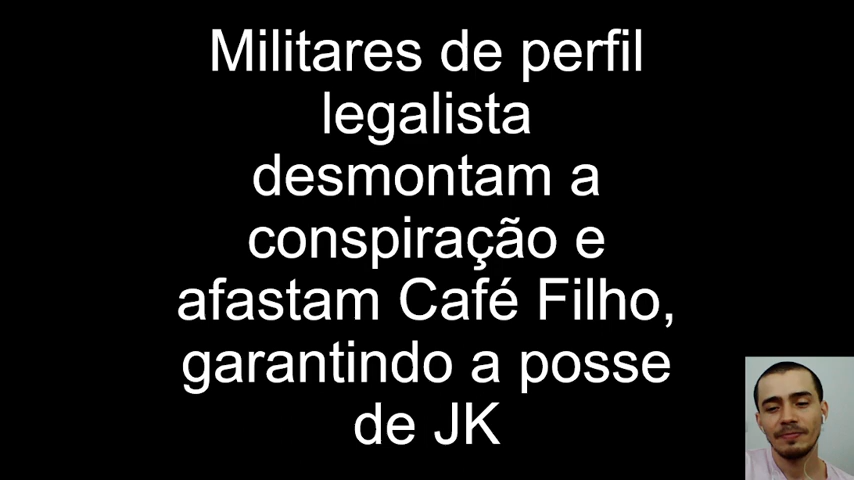 Militares de perfil
legalista
desmontam a
conspiração e
afastam Café Filho,
garantindo a posse
de JK